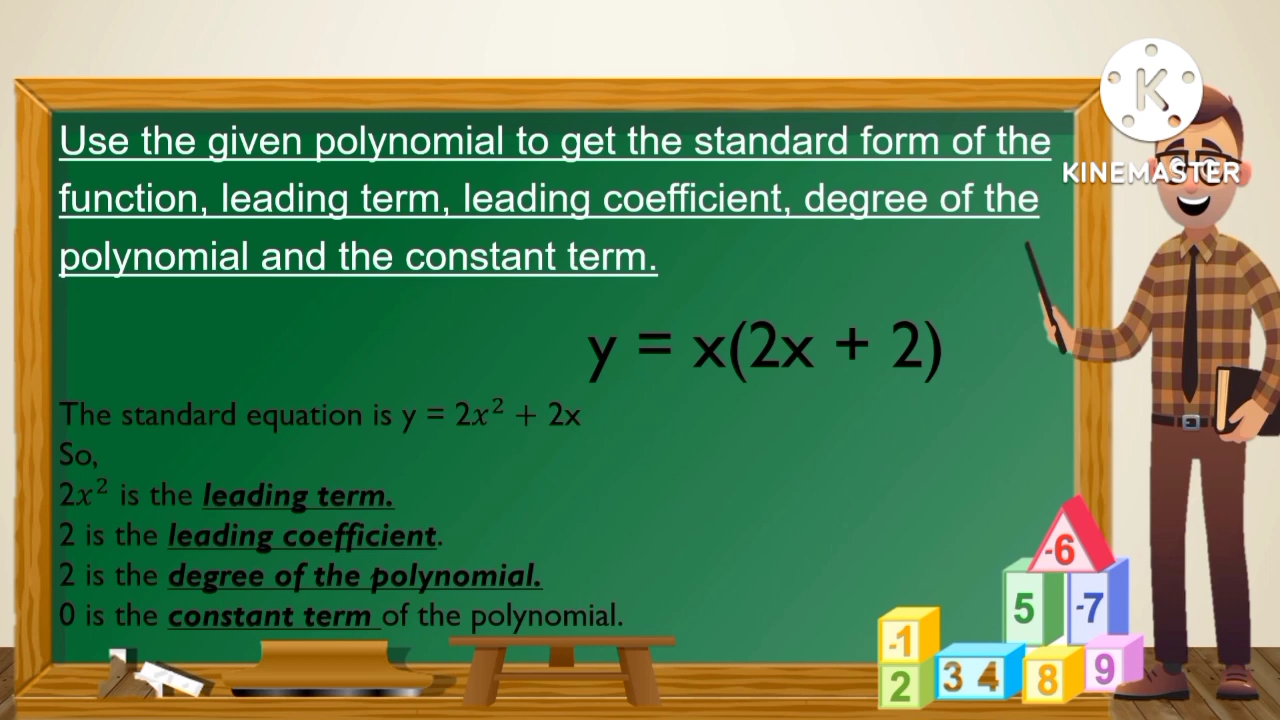 Use the given polynomial to get the standard form of the
function, leading term, leading coefficient, degree of the
polynomial and the constant term.
y = x(2x + 2)
The standard equation is y = 2x² + 2x
So,
2x² is the leading term.
2 is the leading coefficient.
2 is the degree of the polynomial.
0 is the constant term of the polynomial.
K
KINEMASTER
-6
5 -7
-1
2 3 4 8 9